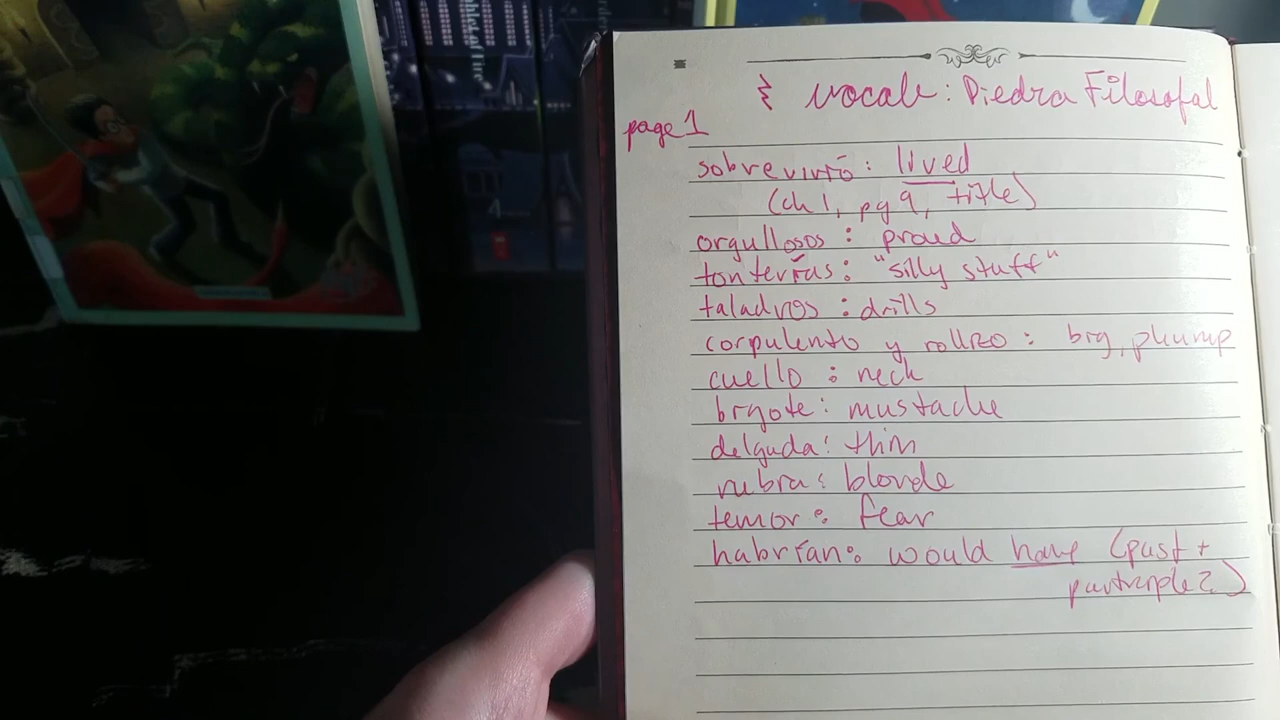 vocab: Piedra Filosofal
page 1
sobrevivió: lived
(ch 1, pg 9, title)
orgullosos: proud
tonterías: "silly stuff"
taladros: drills
corpulento y rollizo: big, plump
cuello: neck
bigote: mustache
delgada: thin
rubia: blonde
temor: fear
habrían: would have (past +
participle?)